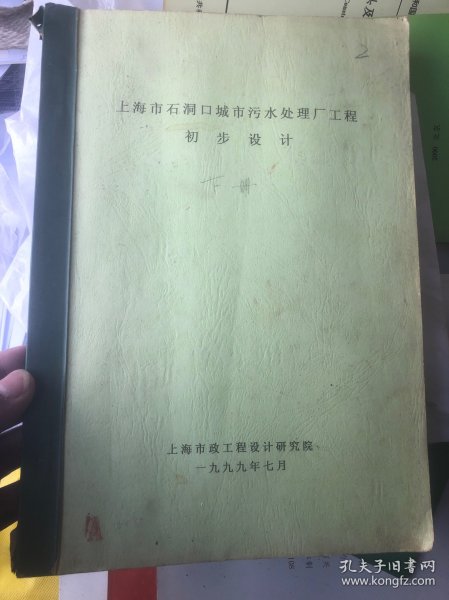 2
上海市石洞口城市污水处理厂工程
初步设计
下册
上海市政工程设计研究院
一九九九年七月
孔夫子旧书网
www.kongfz.com